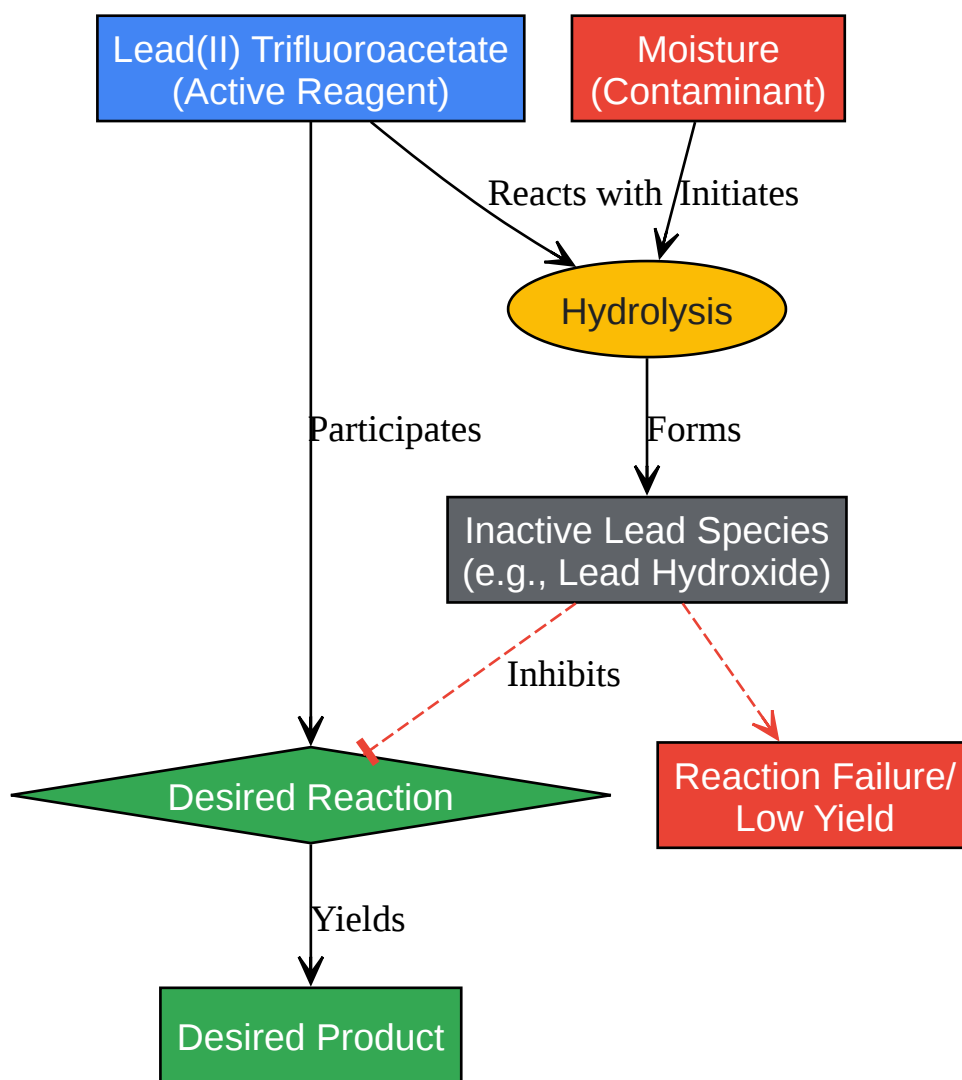 Lead(II) Trifluoroacetate
(Active Reagent)
Moisture
(Contaminant)
Reacts with
Initiates
Hydrolysis
Participates
Forms
Inactive Lead Species
(e.g., Lead Hydroxide)
Inhibits
Desired Reaction
Reaction Failure/
Low Yield
Yields
Desired Product